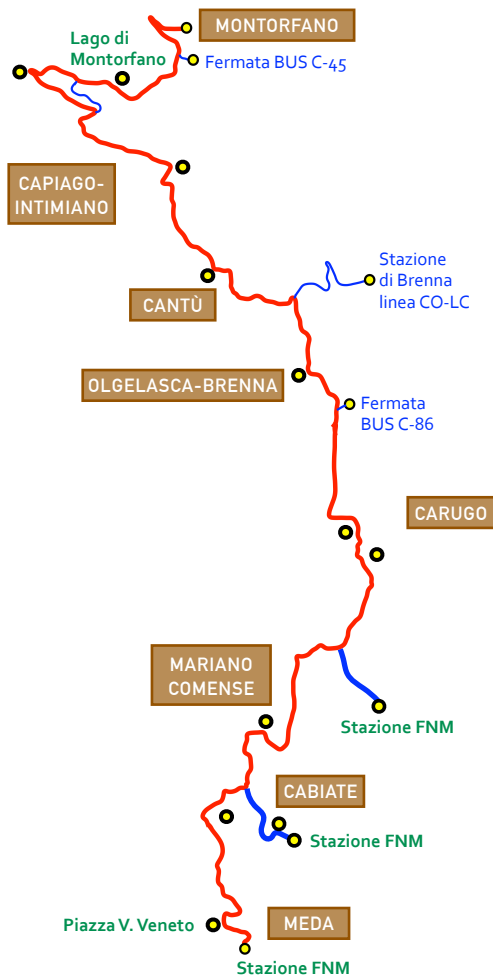 MONTORFANO
Lago di
Montorfano
Fermata BUS C-45
CAPIAGO-
INTIMIANO
Stazione
di Brenna
linea CO-LC
CANTÙ
OLGELASCA-BRENNA
Fermata
BUS C-86
CARUGO
MARIANO
COMENSE
Stazione FNM
CABIATE
Stazione FNM
Piazza V. Veneto
MEDA
Stazione FNM